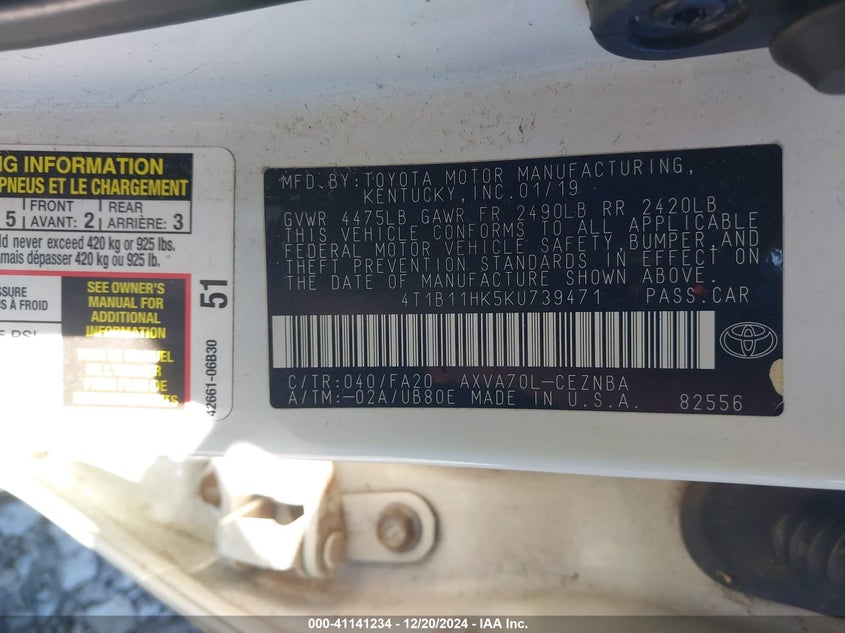 NG INFORMATION
PNEUS ET LE CHARGEMENT
5 FRONT AVANT: 2 REAR ARRIÈRE: 3
ld never exceed 420 kg or 925 lbs.
amais dépasser 420 kg ou 925 lb.
SSURE
S À FROID
SEE OWNER'S
MANUAL FOR
ADDITIONAL
INFORMATION
5 PSI
51
42661-06B30
MFD.BY:TOYOTA MOTOR MANUFACTURING,
KENTUCKY,INC.01/19
GVWR 4475LB GAWR FR 2490LB RR 2420LB
THIS VEHICLE CONFORMS TO ALL APPLICABLE
FEDERAL MOTOR VEHICLE SAFETY,BUMPER,AND
THEFT PREVENTION STANDARDS IN EFFECT ON
THE DATE OF MANUFACTURE SHOWN ABOVE.
4T1B11HK5KU739471 PASS.CAR
C/TR:040/FA20 AXVA70L-CEZNBA
A/TM:-02A/UB80E MADE IN U.S.A. 82556
000-41141234 - 12/20/2024 - IAA Inc.